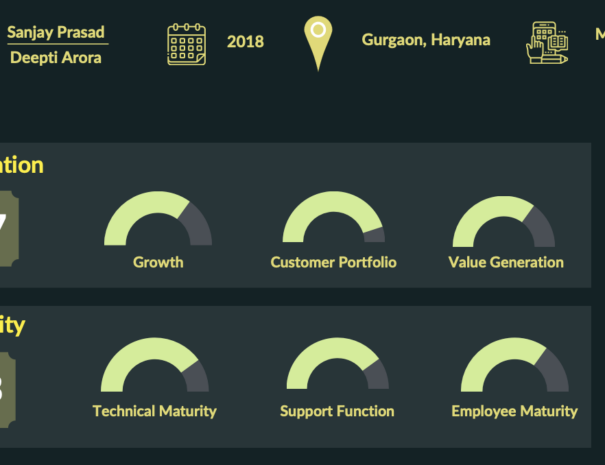 Sanjay Prasad
Deepti Arora
2018
Gurgaon, Haryana
M
ation
7
Growth
Customer Portfolio
Value Generation
ity
Technical Maturity
Support Function
Employee Maturity